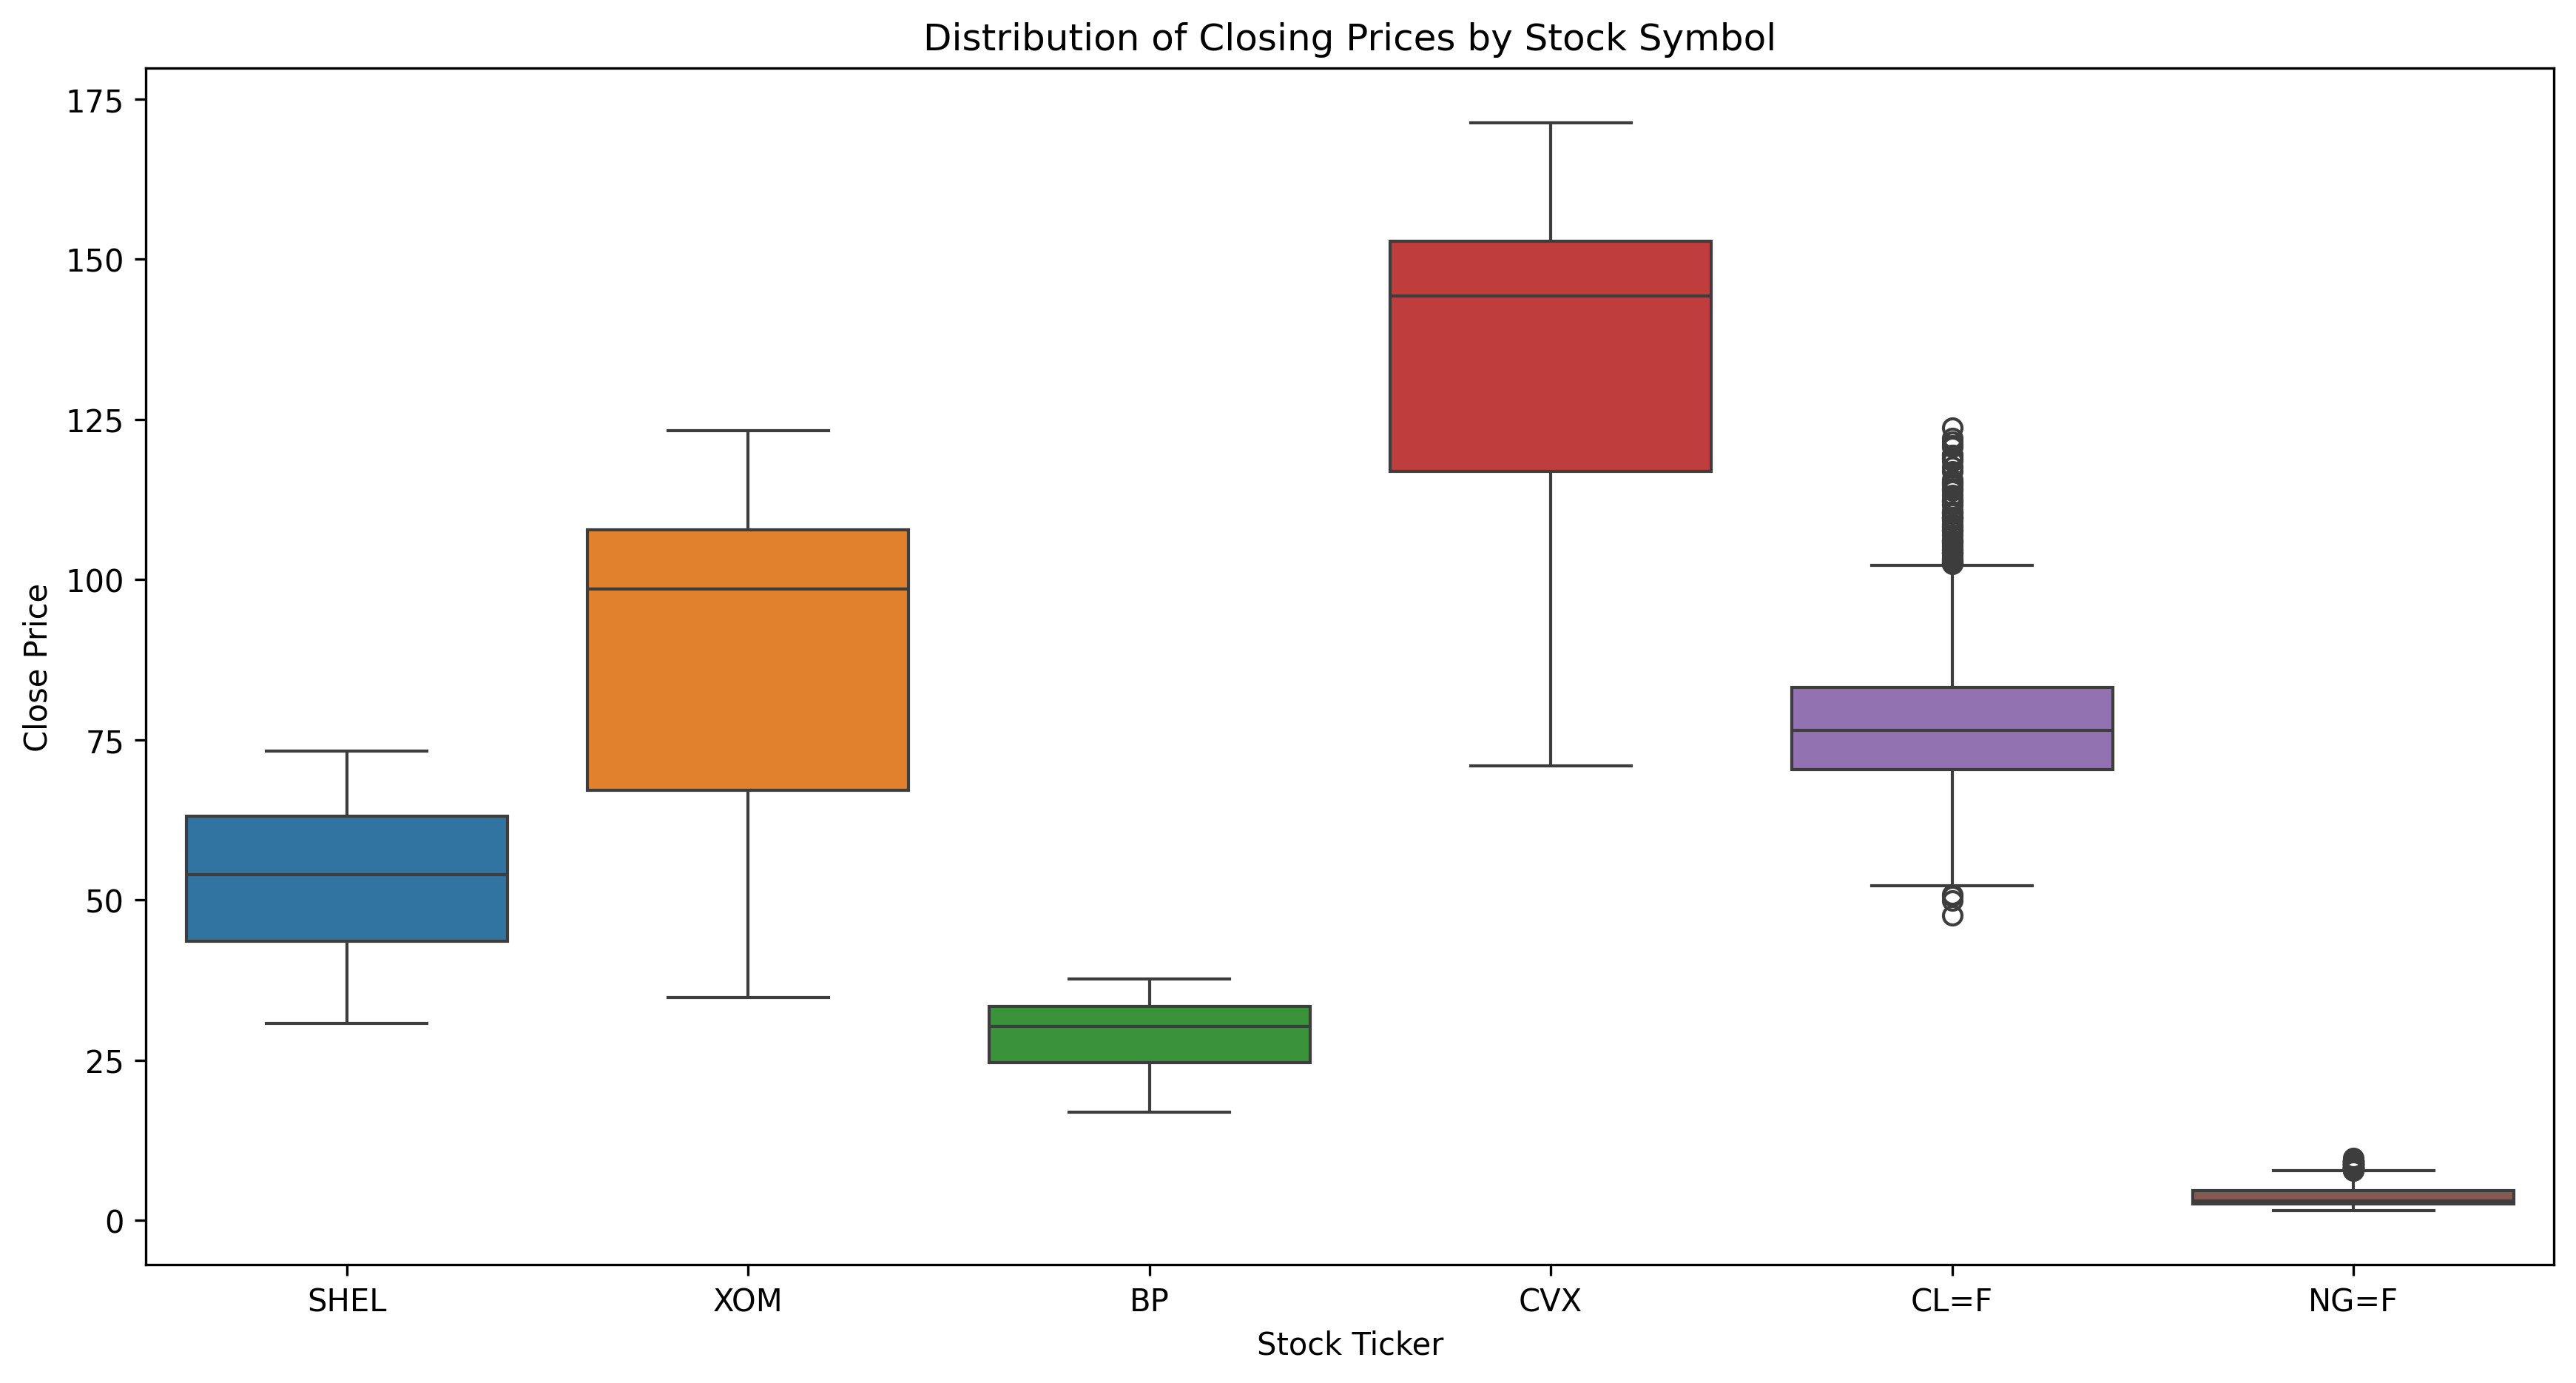 Distribution of Closing Prices by Stock Symbol
175
150
125
100
75
50
25
0
Close Price
SHEL XOM BP CVX CL=F NG=F
Stock Ticker